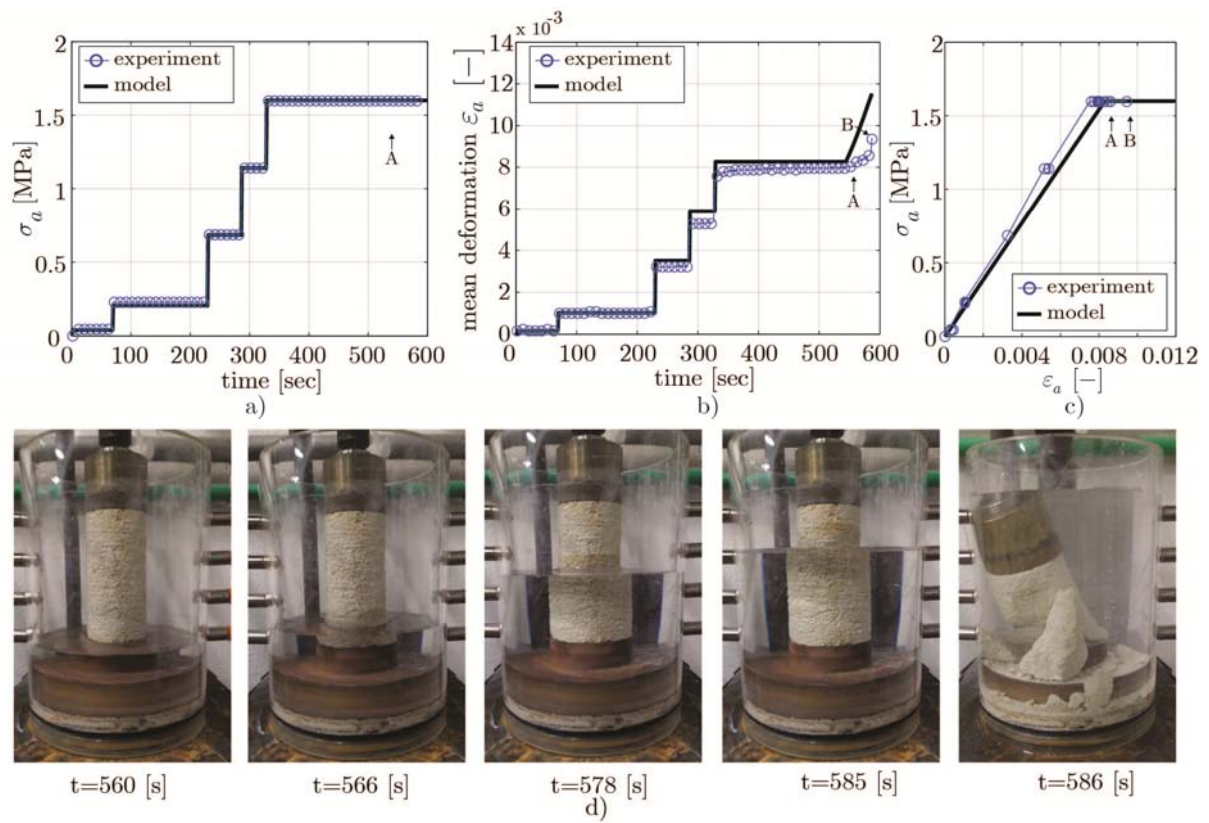 2
1.5
1
0.5
0
0 100 200 300 400 500 600
σₐ [MPa]
time [sec]
experiment
model
A
a)
x 10⁻³
14
12
10
8
6
4
2
0
0 100 200 300 400 500 600
mean deformation εₐ [—]
time [sec]
experiment
model
B
A
b)
2
1.5
1
0.5
0
0 0.004 0.008 0.012
σₐ [MPa]
εₐ [—]
A B
experiment
model
c)
t=560 [s]
t=566 [s]
t=578 [s]
t=585 [s]
t=586 [s]
d)